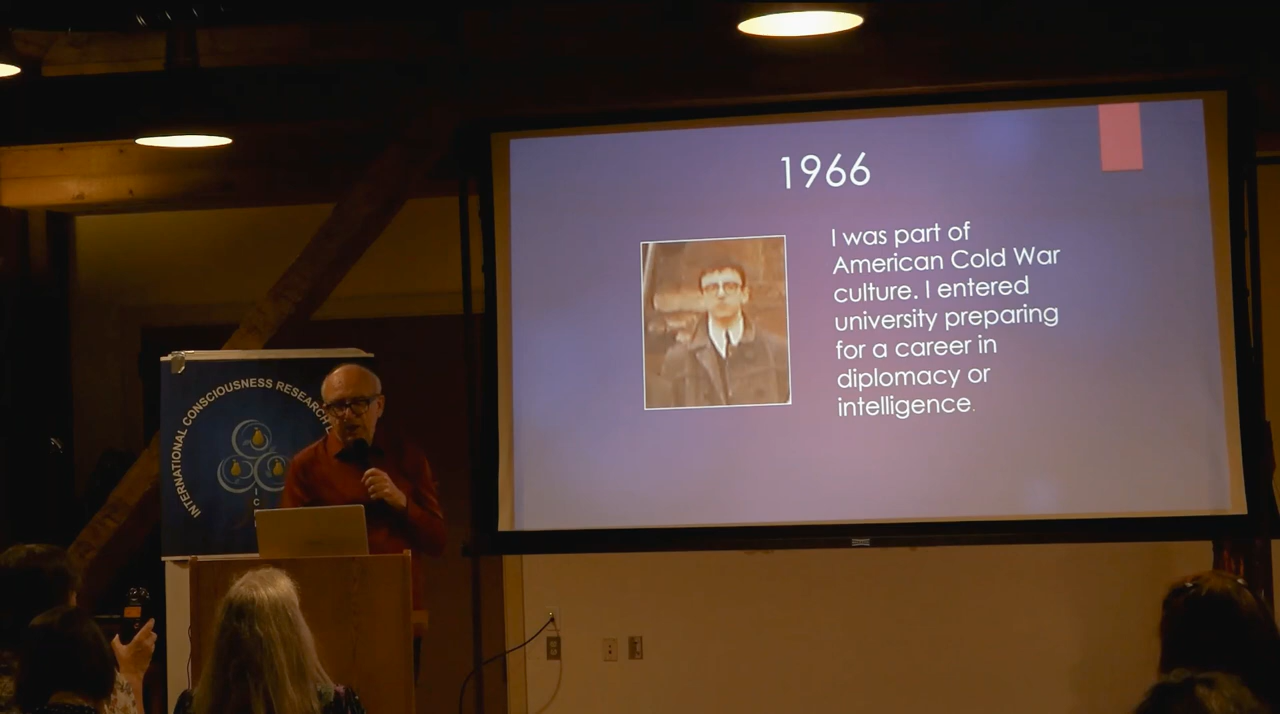 1966
I was part of
American Cold War
culture. I entered
university preparing
for a career in
diplomacy or
intelligence.
INTERNATIONAL CONSCIOUSNESS RESEARCH
I
C